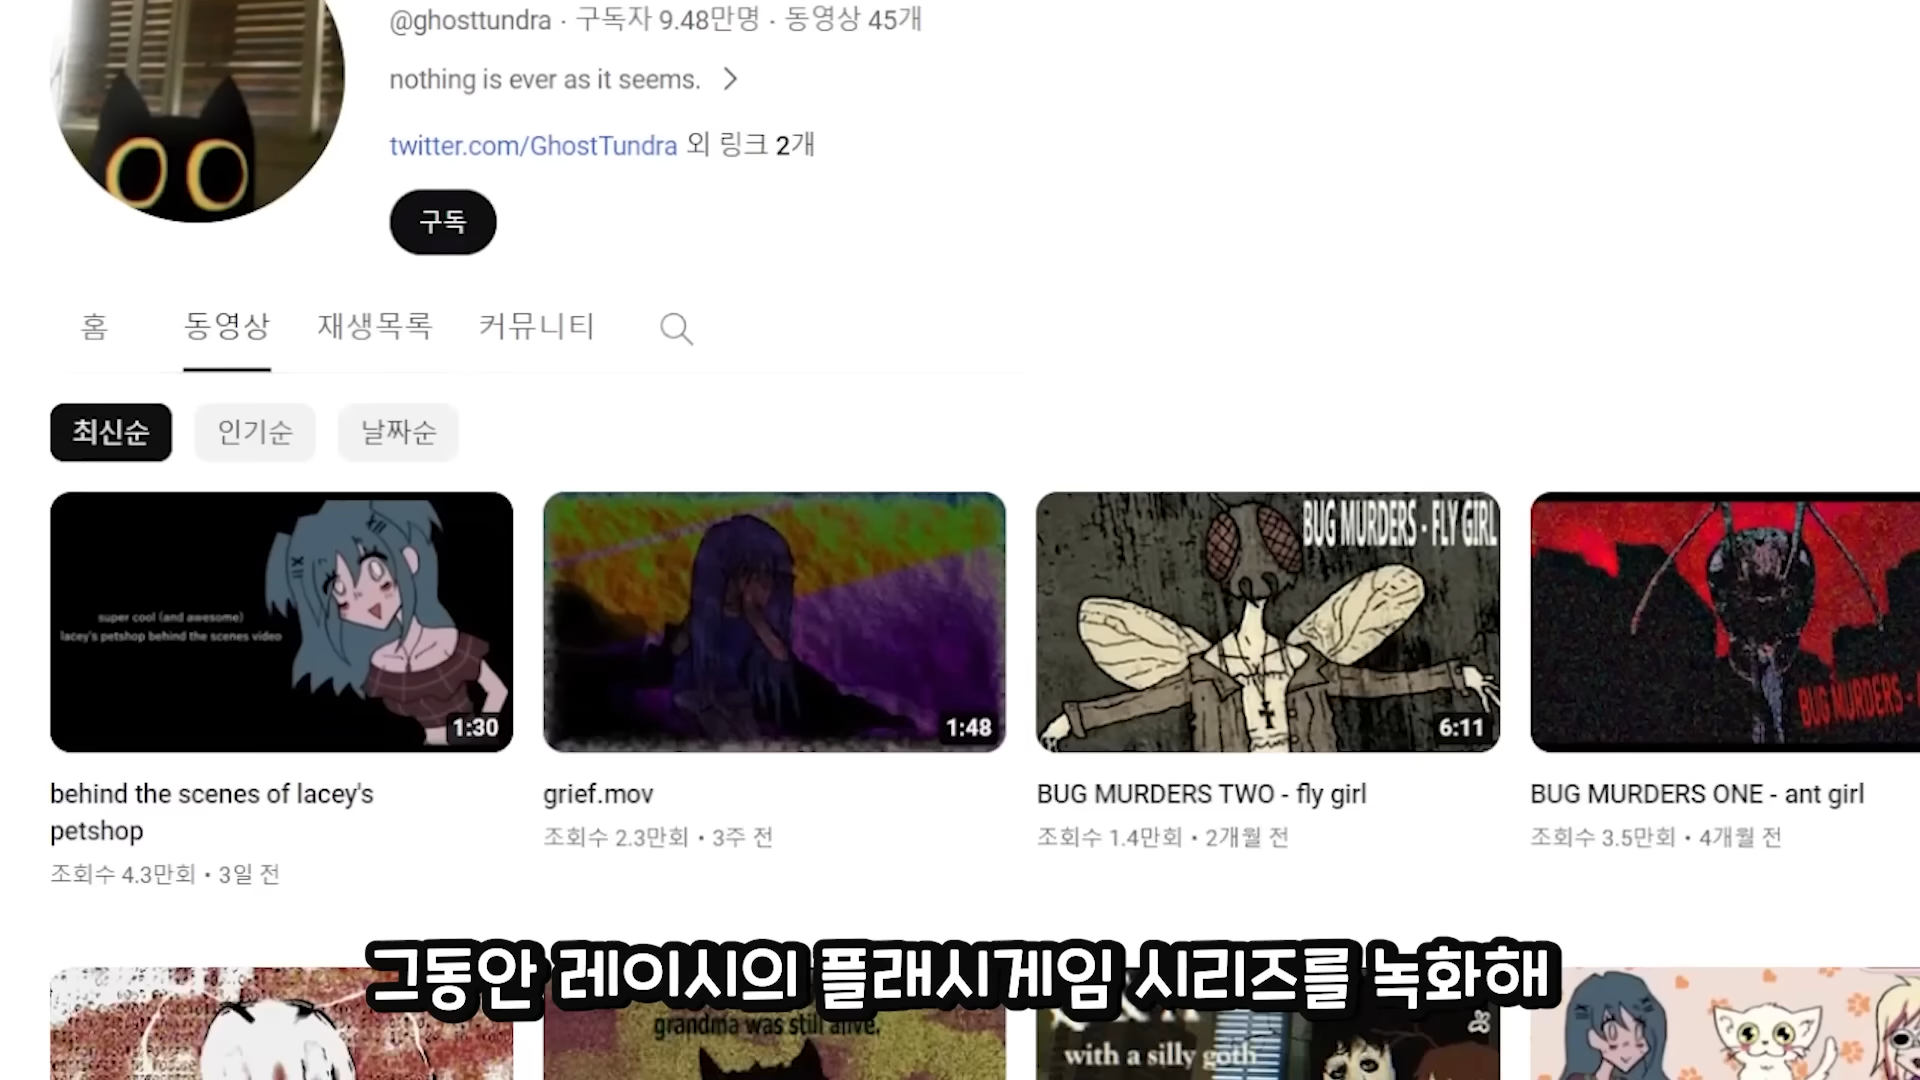 @ghosttundra · 구독자 9.48만명 · 동영상 45개
nothing is ever as it seems.
twitter.com/GhostTundra 외 링크 2개
구독
홈 동영상 재생목록 커뮤니티
최신순 인기순 날짜순
super cool (and awesome)
lacey's petshop behind the scenes video
1:30
1:48
BUG MURDERS - FLY GIRL
6:11
BUG MURDERS -
behind the scenes of lacey's
petshop
조회수 4.3만회 • 3일 전
grief.mov
조회수 2.3만회 • 3주 전
BUG MURDERS TWO - fly girl
조회수 1.4만회 • 2개월 전
BUG MURDERS ONE - ant girl
조회수 3.5만회 • 4개월 전
그동안 레이시의 플래시게임 시리즈를 녹화해
grandma was still alive.
with a silly goth